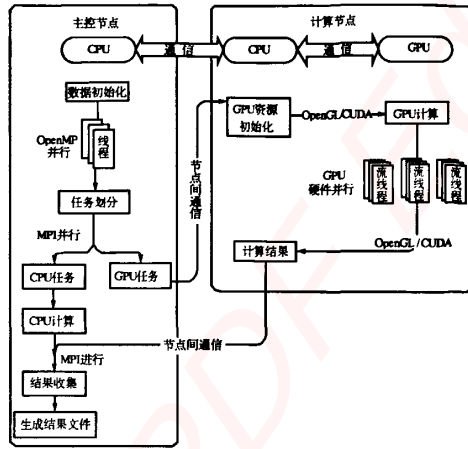 主控节点
计算节点
CPU
通信
CPU
通信
GPU
数据初始化
OpenMP
并行
线程
GPU资源
初始化
OpenGL/CUDA
GPU计算
任务划分
节点间通信
GPU
硬件并行
流线程
流线程
流线程
MPI并行
OpenGL/CUDA
CPU任务
GPU任务
计算结果
CPU计算
节点间通信
MPI进行
结果收集
生成结果文件